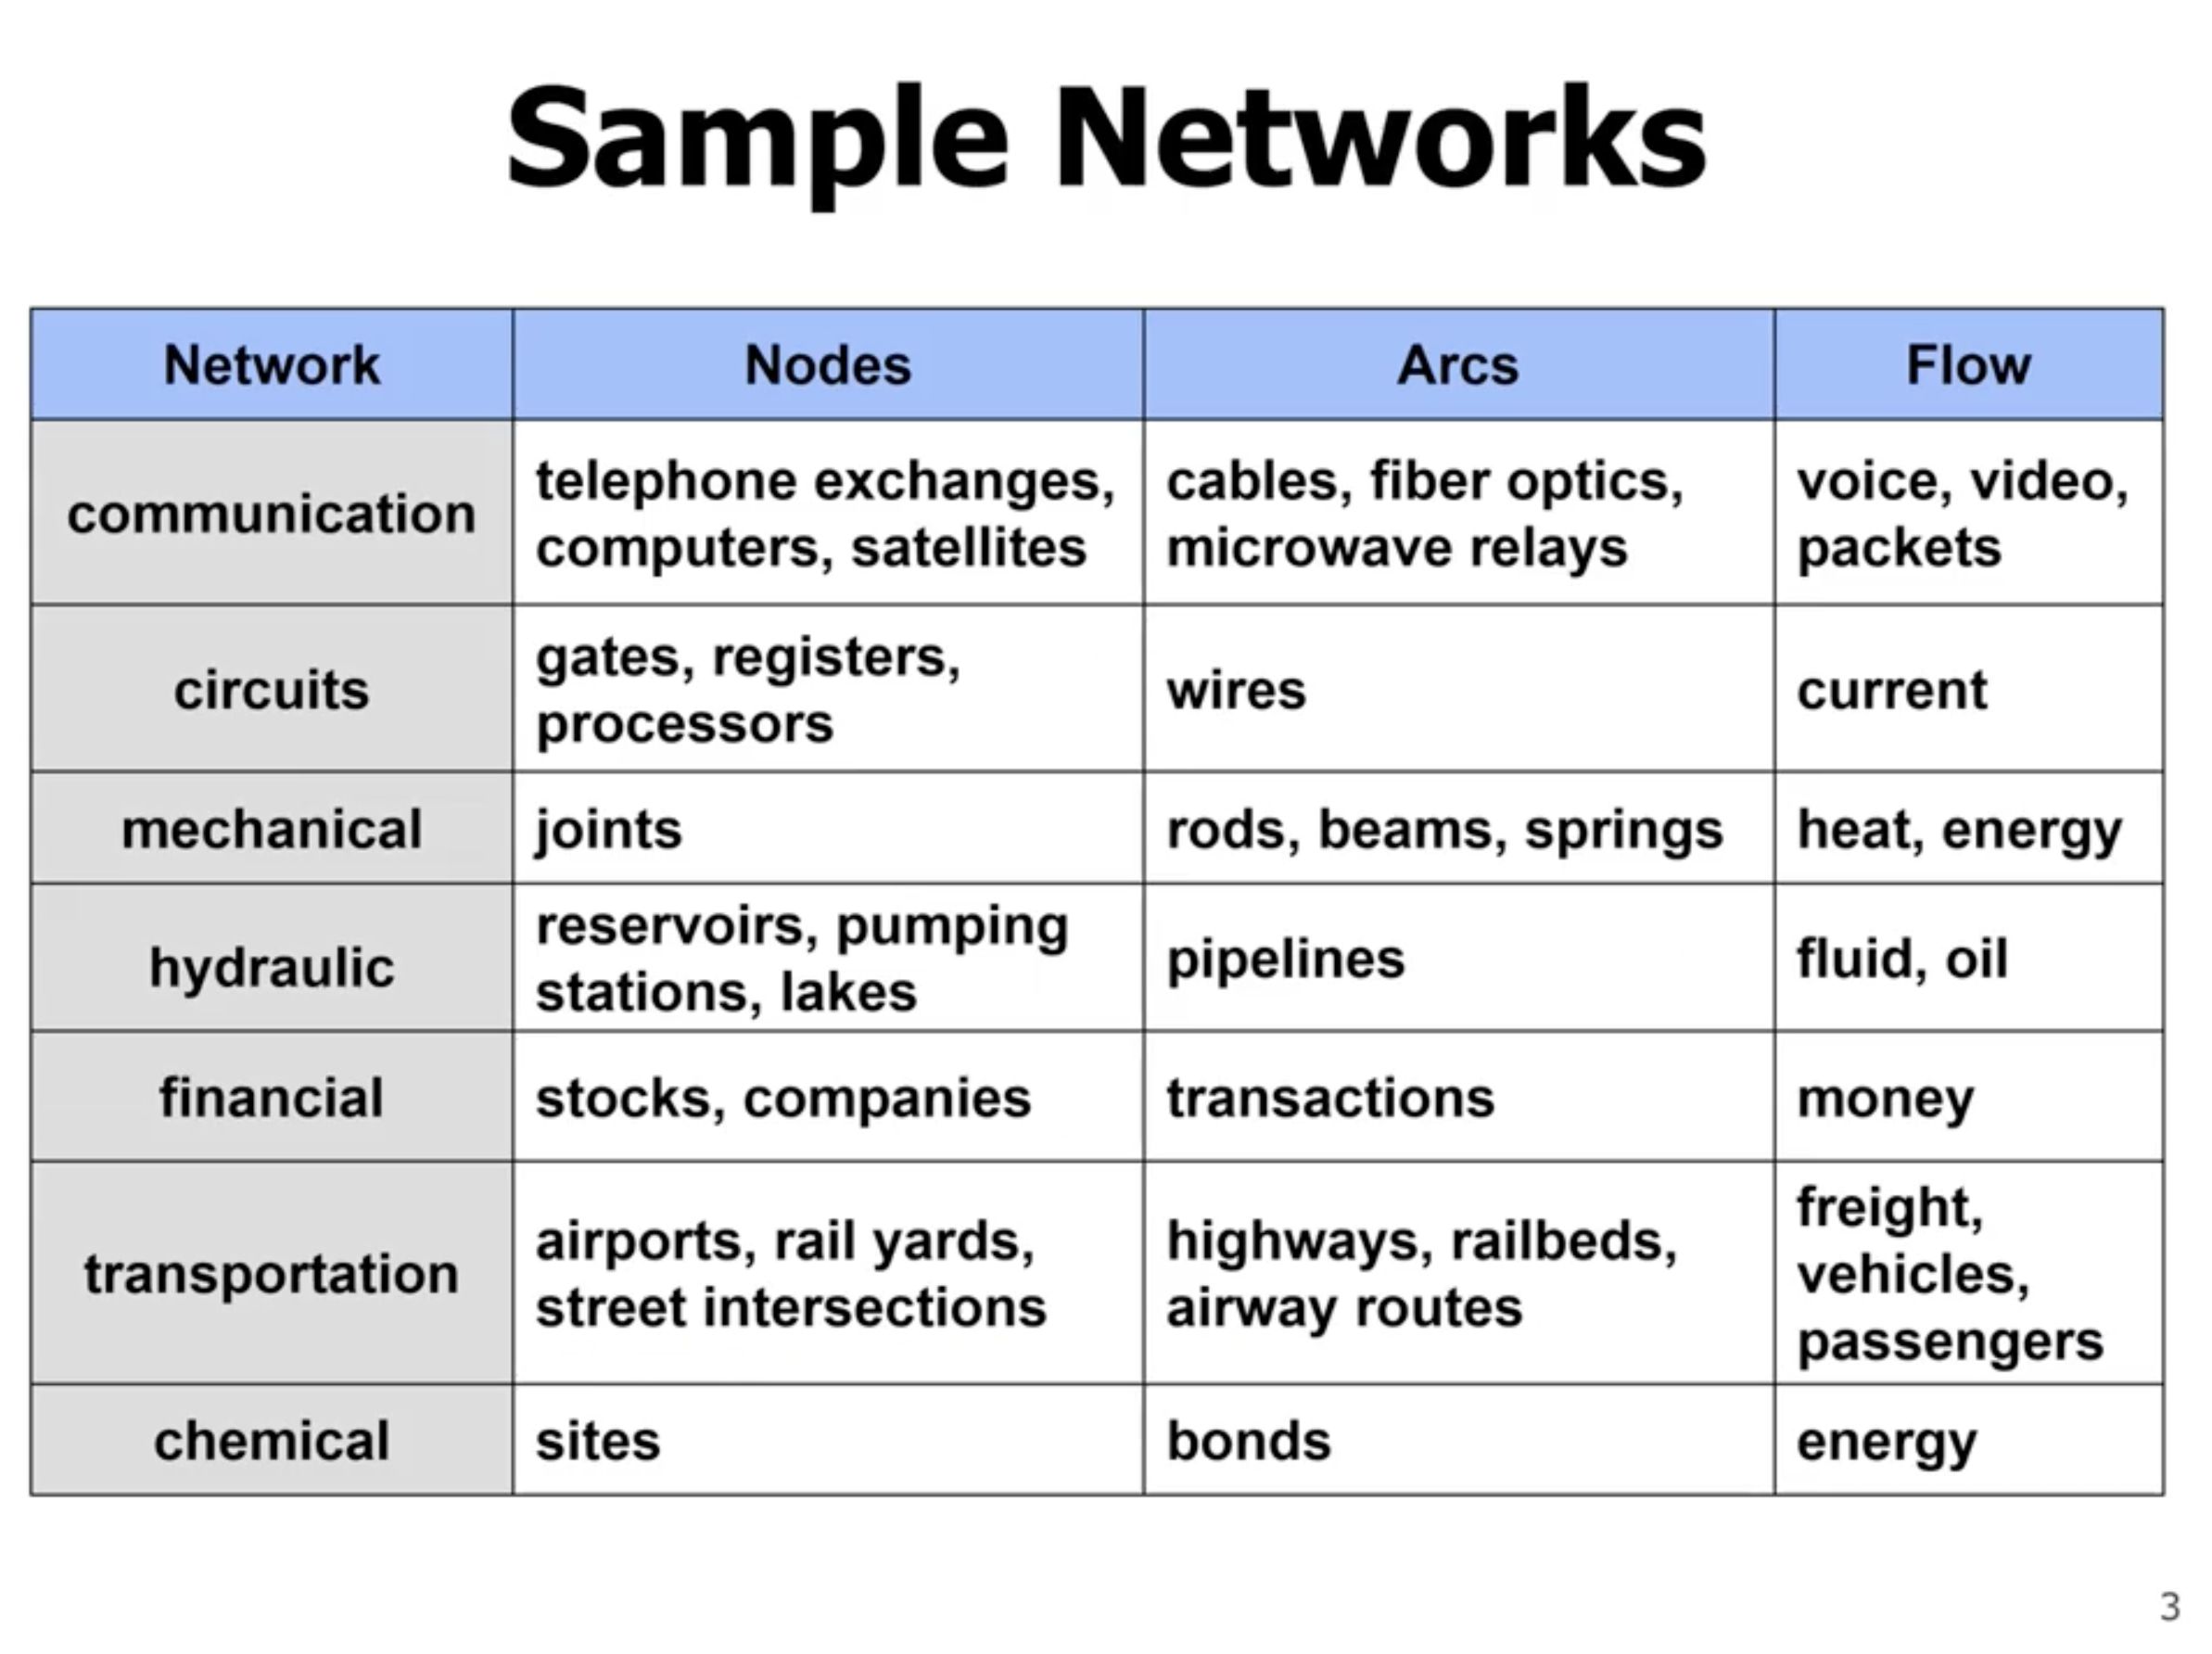 Sample Networks
Network Nodes Arcs Flow
communication
telephone exchanges,
computers, satellites
cables, fiber optics,
microwave relays
voice, video,
packets
circuits
gates, registers,
processors
wires
current
mechanical
joints
rods, beams, springs
heat, energy
hydraulic
reservoirs, pumping
stations, lakes
pipelines
fluid, oil
financial
stocks, companies
transactions
money
transportation
airports, rail yards,
street intersections
highways, railbeds,
airway routes
freight,
vehicles,
passengers
chemical
sites
bonds
energy
3